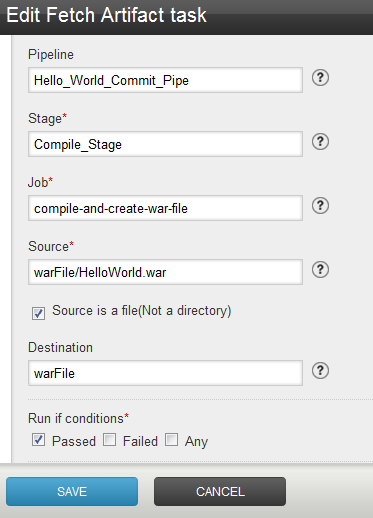 Edit Fetch Artifact task
Pipeline
Hello_World_Commit_Pipe
?
Stage*
Compile_Stage
?
Job*
compile-and-create-war-file
?
Source*
warFile/HelloWorld.war
?
Source is a file(Not a directory)
Destination
warFile
?
Run if conditions*
Passed Failed Any
SAVE CANCEL